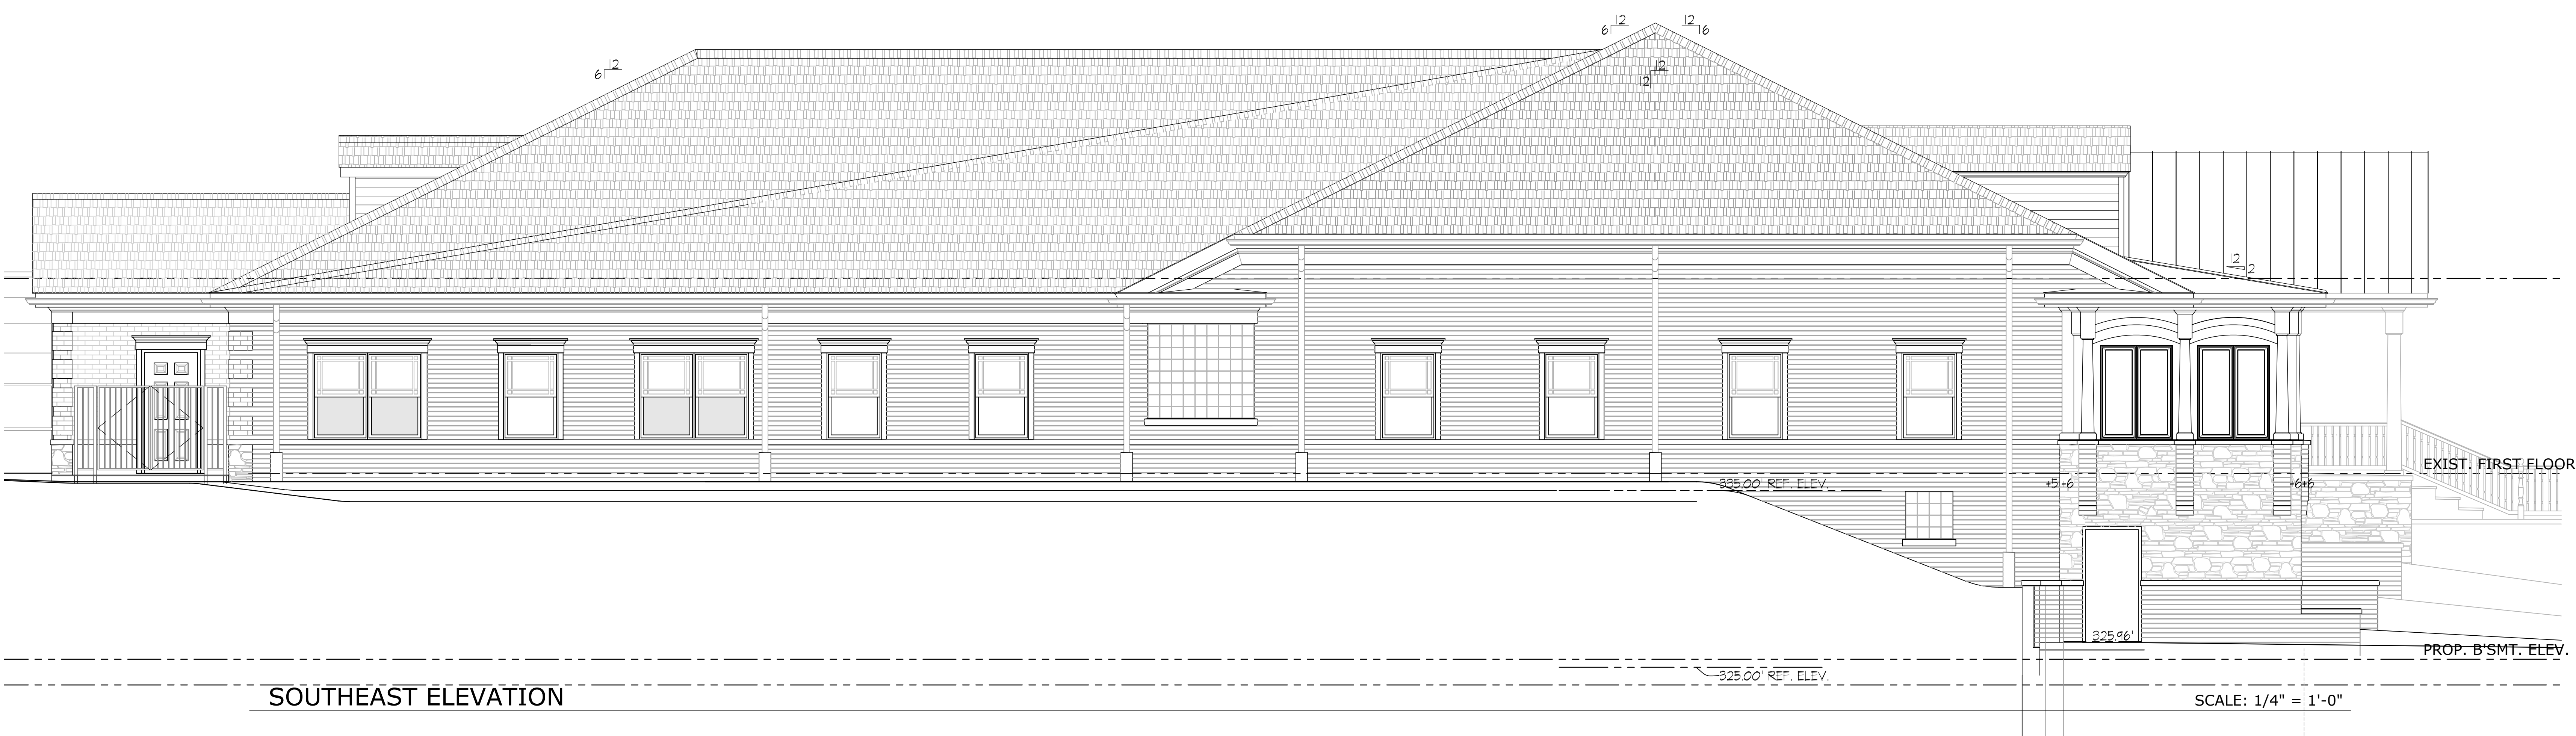 12
6
12
6
12
6
12
12
12
2
EXIST. FIRST FLOOR
335.00' REF. ELEV.
+5 +6
+6+6
325.96'
PROP. B'SMT. ELEV.
325.00' REF. ELEV.
SOUTHEAST ELEVATION
SCALE: 1/4" = 1'-0"